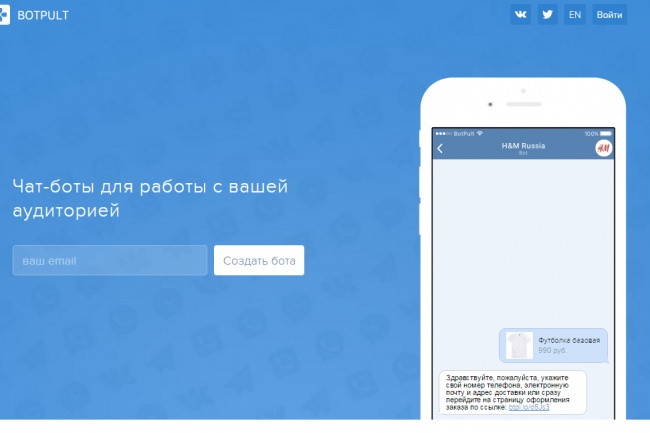 BOTPULT
EN
Войти
BotPult
100%
H&M Russia
Bot
H&M
Чат-боты для работы с вашей
аудиторией
ваш email
Создать бота
Футболка базовая
990 руб.
Здравствуйте, пожалуйста, укажите
свой номер телефона, электронную
почту и адрес доставки или сразу
перейдите на страницу оформления
заказа по ссылке: